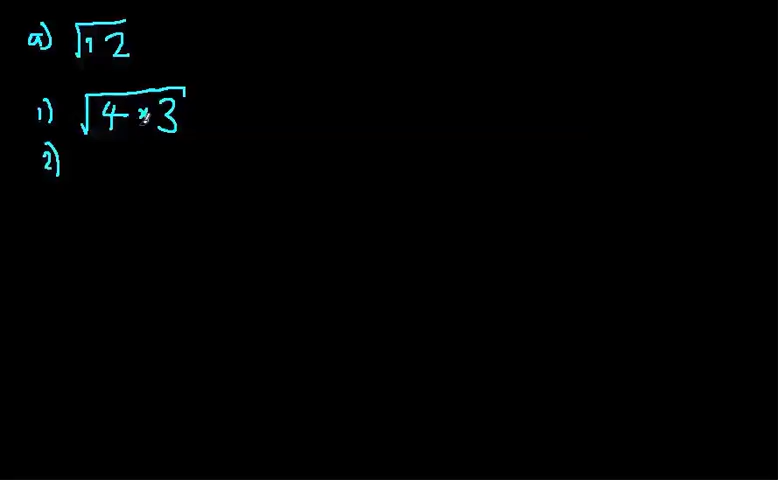 a) √12
1) √4×3
2)